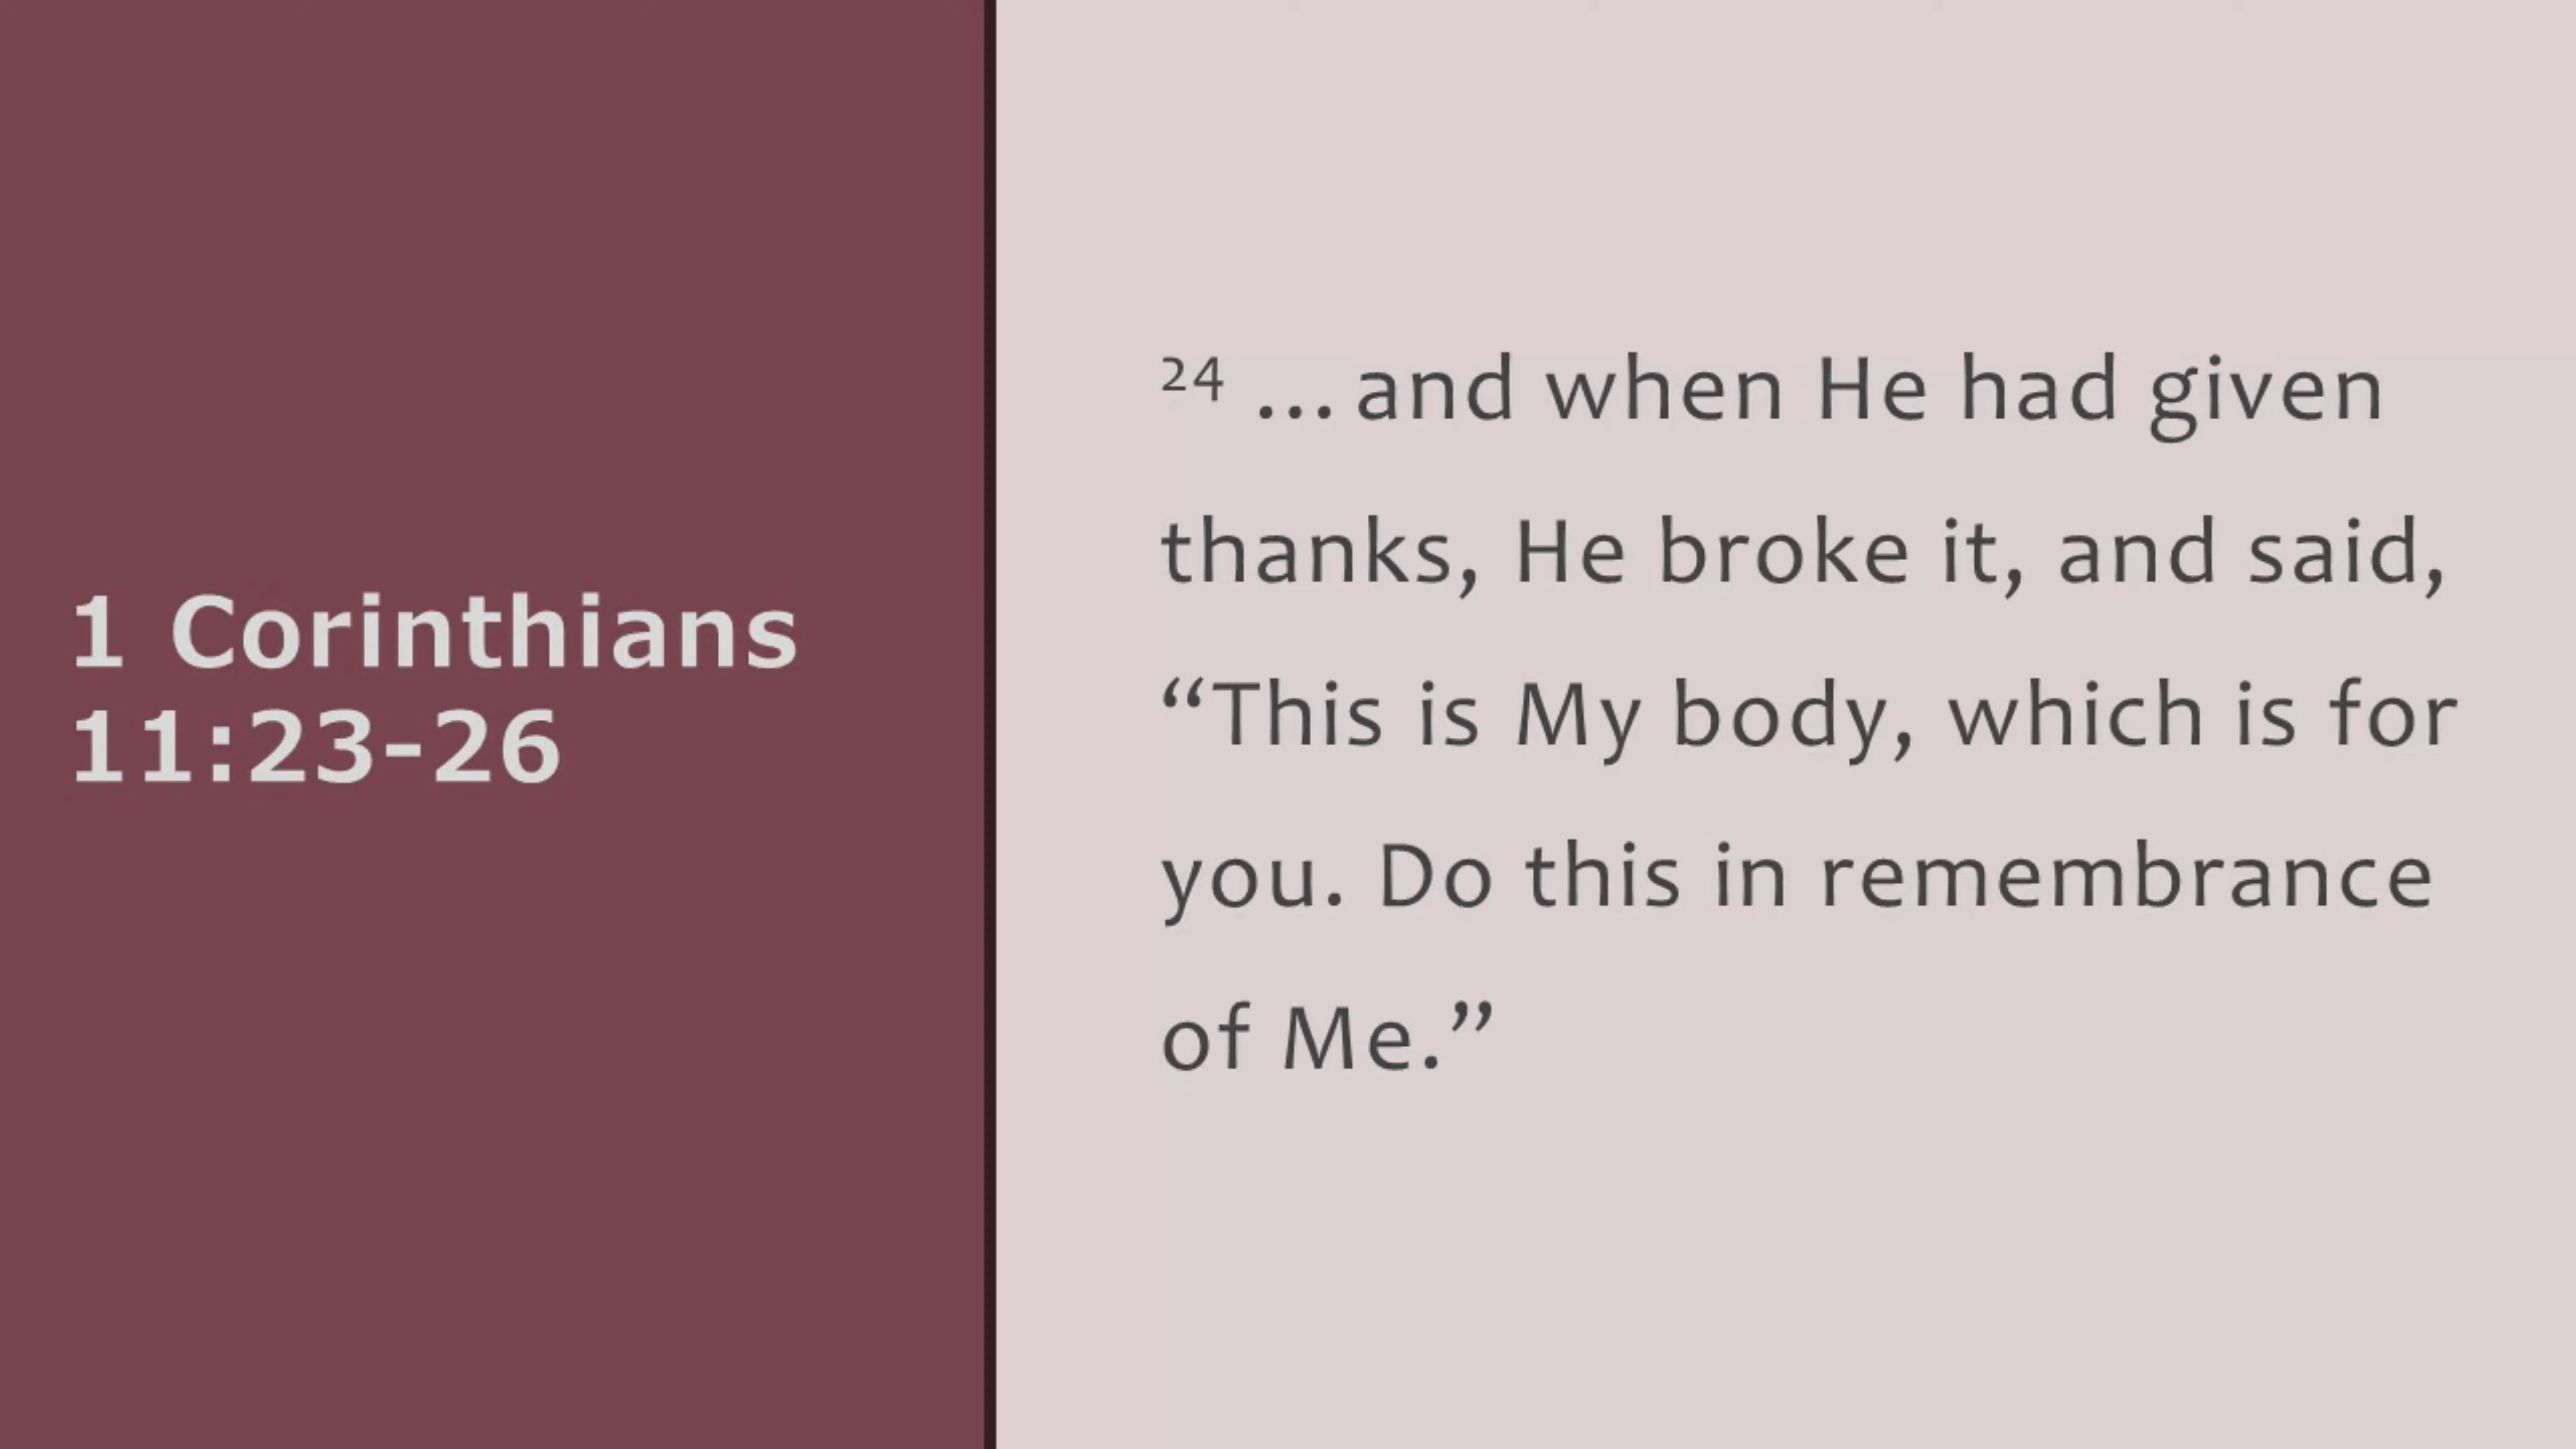 1 Corinthians
11:23-26
24 ... and when He had given
thanks, He broke it, and said,
“This is My body, which is for
you. Do this in remembrance
of Me.”